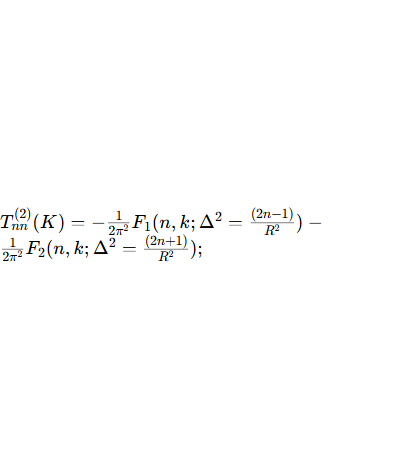 $T_{nn}^{(2)}(K) = -\frac{1}{2\pi^2} F_1(n, k; \Delta^2 = \frac{(2n-1)}{R^2}) -$
$\frac{1}{2\pi^2} F_2(n, k; \Delta^2 = \frac{(2n+1)}{R^2});$